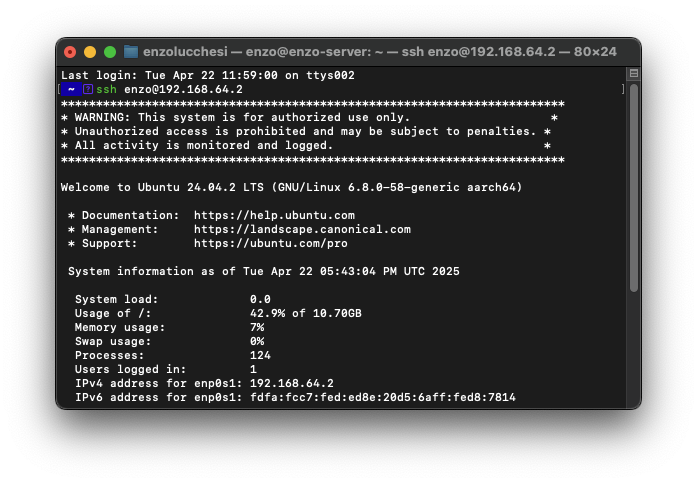 enzolucchesi — enzo@enzo-server: ~ — ssh enzo@192.168.64.2 — 80×24
Last login: Tue Apr 22 11:59:00 on ttys002
[ ~ ? ssh enzo@192.168.64.2 ]
************************************************************************
* WARNING: This system is for authorized use only.                    *
* Unauthorized access is prohibited and may be subject to penalties. *
* All activity is monitored and logged.                              *
************************************************************************
Welcome to Ubuntu 24.04.2 LTS (GNU/Linux 6.8.0-58-generic aarch64)
* Documentation:  https://help.ubuntu.com
* Management:     https://landscape.canonical.com
* Support:        https://ubuntu.com/pro
System information as of Tue Apr 22 05:43:04 PM UTC 2025
System load:             0.0
Usage of /:              42.9% of 10.70GB
Memory usage:            7%
Swap usage:              0%
Processes:               124
Users logged in:         1
IPv4 address for enp0s1: 192.168.64.2
IPv6 address for enp0s1: fdfa:fcc7:fed:ed8e:20d5:6aff:fed8:7814